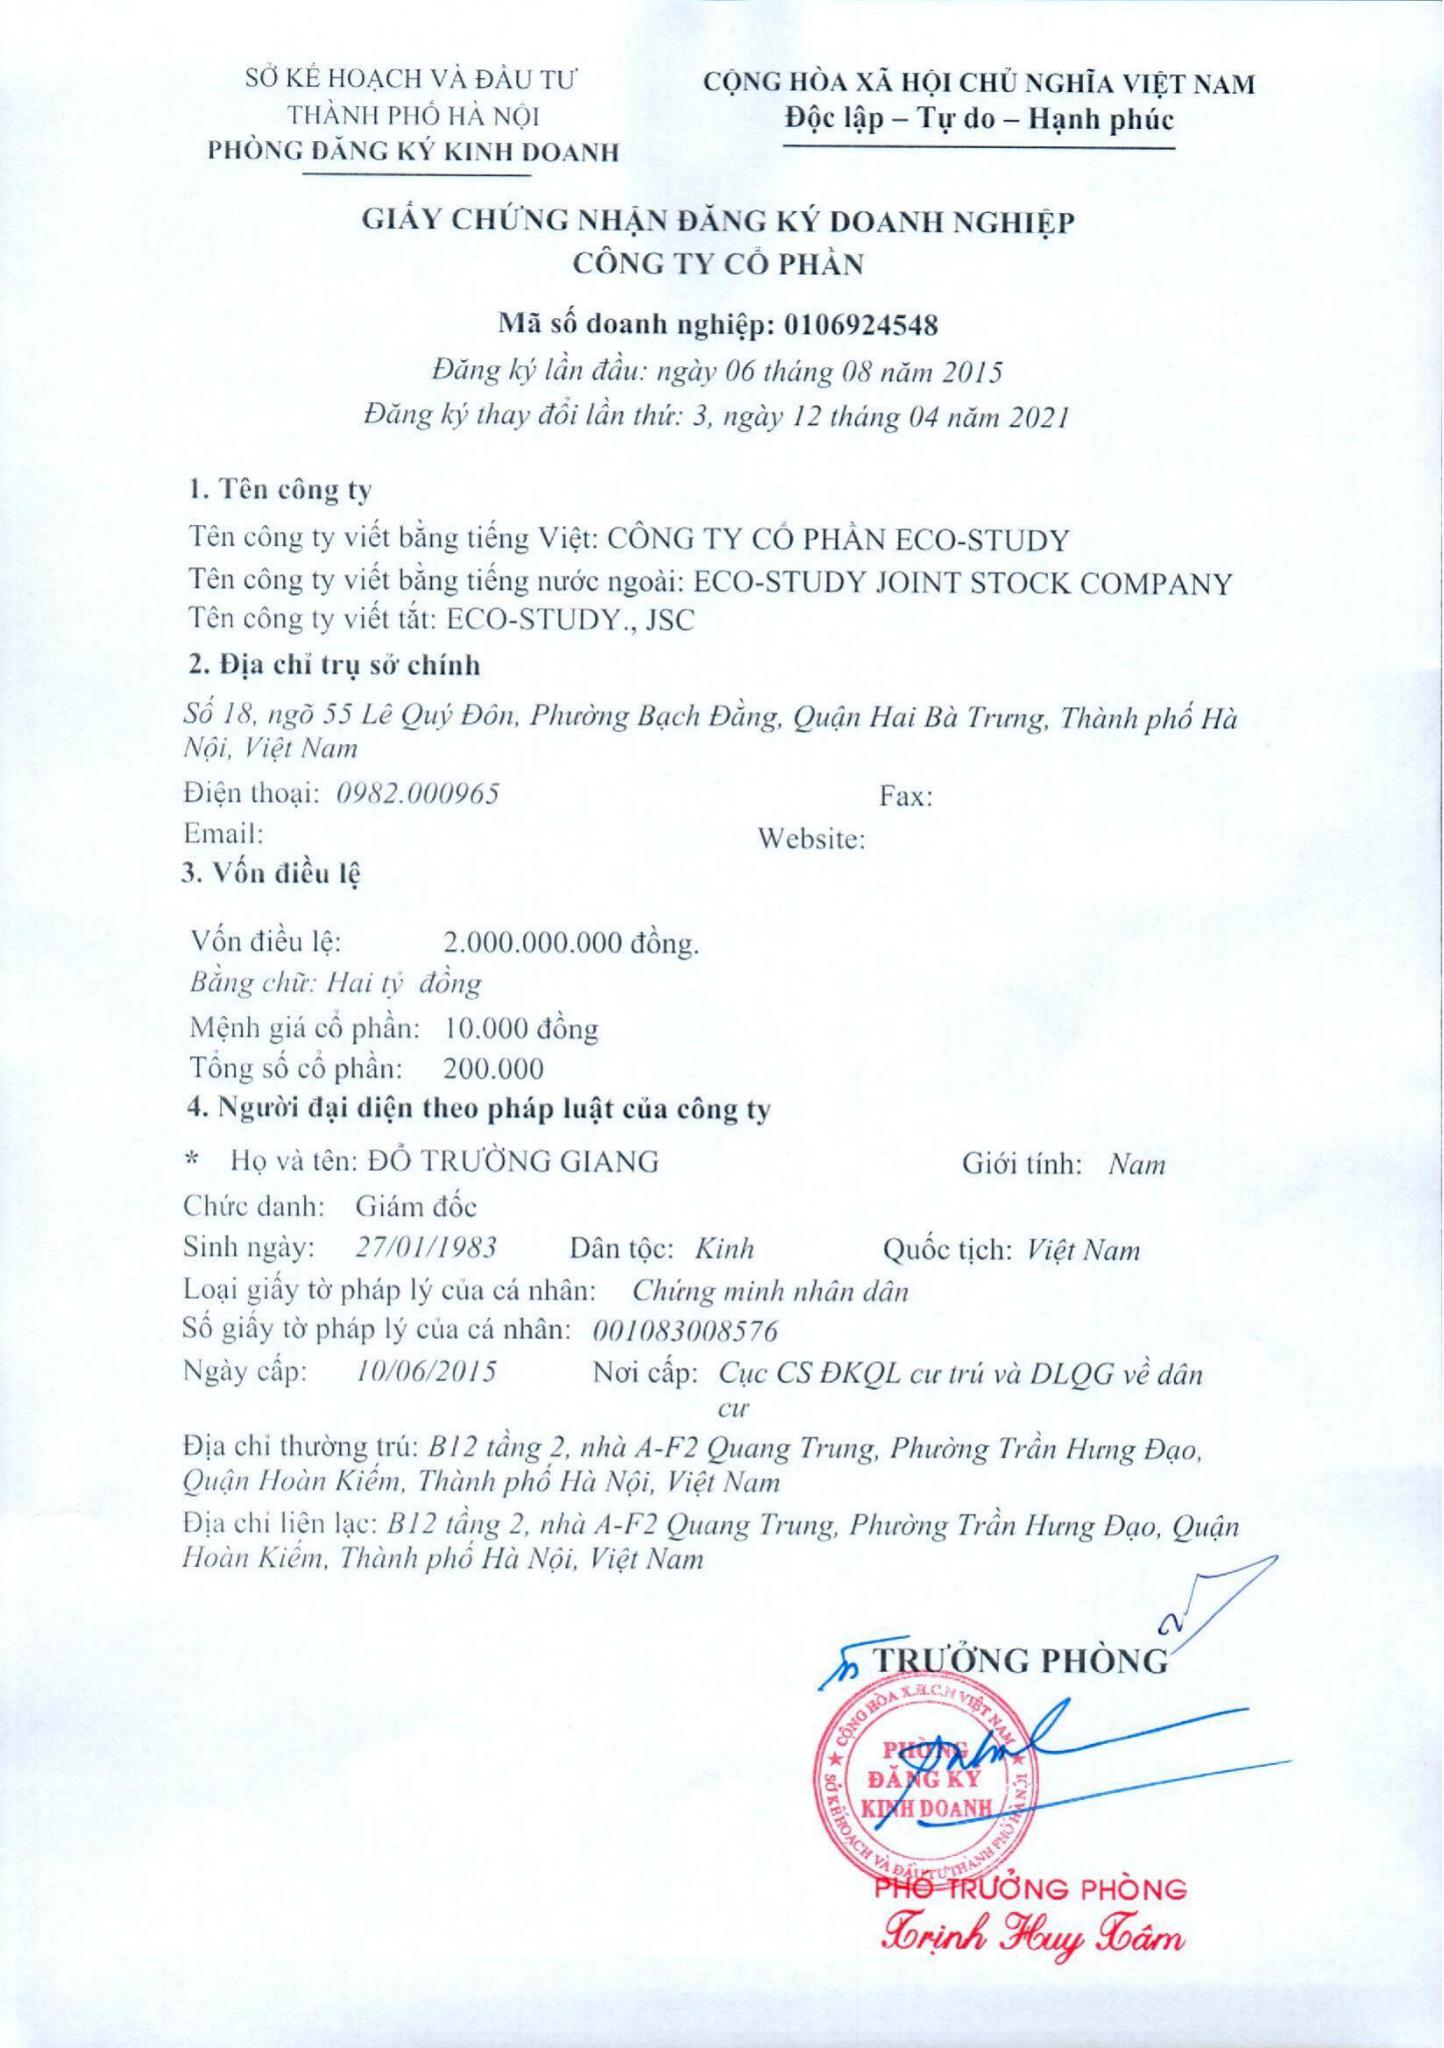 SỞ KẾ HOẠCH VÀ ĐẦU TƯ
THÀNH PHỐ HÀ NỘI
PHÒNG ĐĂNG KÝ KINH DOANH
CỘNG HÒA XÃ HỘI CHỦ NGHĨA VIỆT NAM
Độc lập – Tự do – Hạnh phúc
GIẤY CHỨNG NHẬN ĐĂNG KÝ DOANH NGHIỆP
CÔNG TY CỔ PHẦN
Mã số doanh nghiệp: 0106924548
Đăng ký lần đầu: ngày 06 tháng 08 năm 2015
Đăng ký thay đổi lần thứ: 3, ngày 12 tháng 04 năm 2021
1. Tên công ty
Tên công ty viết bằng tiếng Việt: CÔNG TY CỔ PHẦN ECO-STUDY
Tên công ty viết bằng tiếng nước ngoài: ECO-STUDY JOINT STOCK COMPANY
Tên công ty viết tắt: ECO-STUDY., JSC
2. Địa chỉ trụ sở chính
Số 18, ngõ 55 Lê Quý Đôn, Phường Bạch Đằng, Quận Hai Bà Trưng, Thành phố Hà
Nội, Việt Nam
Điện thoại: 0982.000965 Fax:
Email: Website:
3. Vốn điều lệ
Vốn điều lệ: 2.000.000.000 đồng.
Bằng chữ: Hai tỷ đồng
Mệnh giá cổ phần: 10.000 đồng
Tổng số cổ phần: 200.000
4. Người đại diện theo pháp luật của công ty
* Họ và tên: ĐỖ TRƯỜNG GIANG Giới tính: Nam
Chức danh: Giám đốc
Sinh ngày: 27/01/1983 Dân tộc: Kinh Quốc tịch: Việt Nam
Loại giấy tờ pháp lý của cá nhân: Chứng minh nhân dân
Số giấy tờ pháp lý của cá nhân: 001083008576
Ngày cấp: 10/06/2015 Nơi cấp: Cục CS ĐKQL cư trú và DLQG về dân
cư
Địa chỉ thường trú: B12 tầng 2, nhà A-F2 Quang Trung, Phường Trần Hưng Đạo,
Quận Hoàn Kiếm, Thành phố Hà Nội, Việt Nam
Địa chỉ liên lạc: B12 tầng 2, nhà A-F2 Quang Trung, Phường Trần Hưng Đạo, Quận
Hoàn Kiếm, Thành phố Hà Nội, Việt Nam
TRƯỞNG PHÒNG
CỘNG HÒA X.H.C.N VIỆT NAM
PHÒNG
ĐĂNG KÝ
KINH DOANH
SỞ KẾ HOẠCH VÀ ĐẦU TƯ THÀNH PHỐ HÀ NỘI
PHÓ TRƯỞNG PHÒNG
Trịnh Huy Tâm